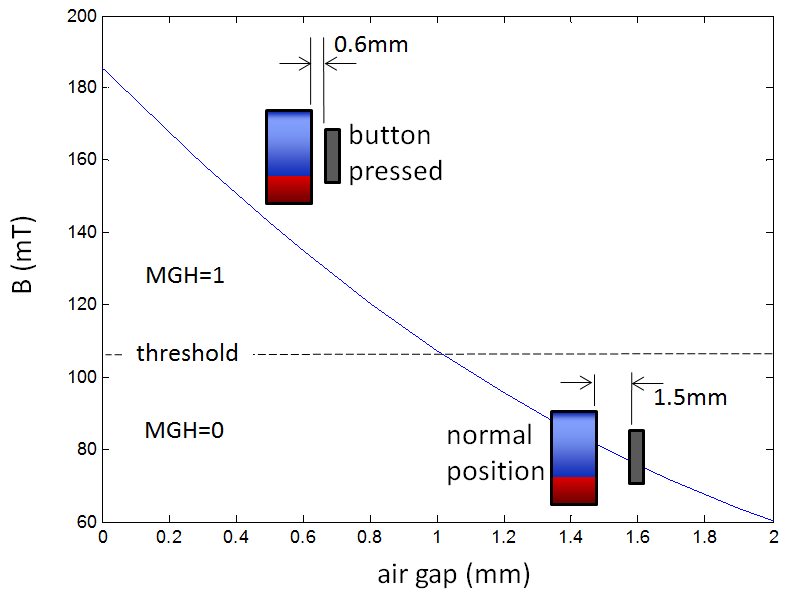 200
180
160
140
120
100
80
60
B (mT)
0.6mm
button
pressed
MGH=1
threshold
MGH=0
1.5mm
normal
position
0 0.2 0.4 0.6 0.8 1 1.2 1.4 1.6 1.8 2
air gap (mm)